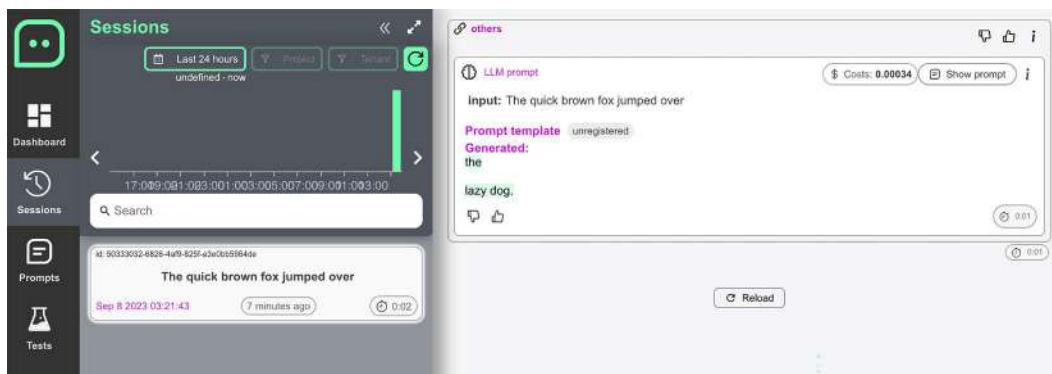 Sessions
Last 24 hours
Project
Tenant
undefined - now
Search
id: 50333032-6826-4af9-825f-a3e0bb5964de
The quick brown fox jumped over
Sep 8 2023 03:21:43
7 minutes ago
0:02
Dashboard
Sessions
Prompts
Tests
others
LLM prompt
$ Costs: 0.00034
Show prompt
i
input: The quick brown fox jumped over
Prompt template unregistered
Generated:
the
lazy dog.
0:01
0:01
Reload